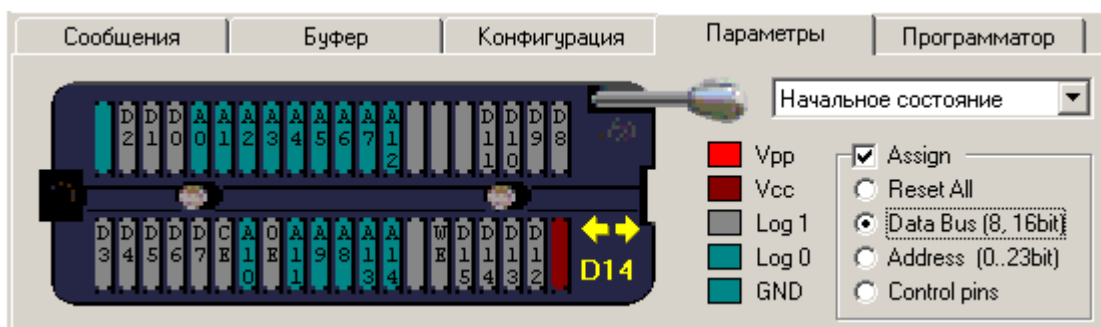 Сообщения
Буфер
Конфигурация
Параметры
Программатор
D2 D1 D0 A0 A1 A2 A3 A4 A5 A6 A7 A12 D11 D10 D9 D8
D3 D4 D5 D6 D7 CE A10 OE A11 A9 A8 A13 A14 WE D15 D14 D13 D12
D14
Начальное состояние
Vpp
Vcc
Log 1
Log 0
GND
Assign
Reset All
Data Bus (8, 16bit)
Address (0..23bit)
Control pins